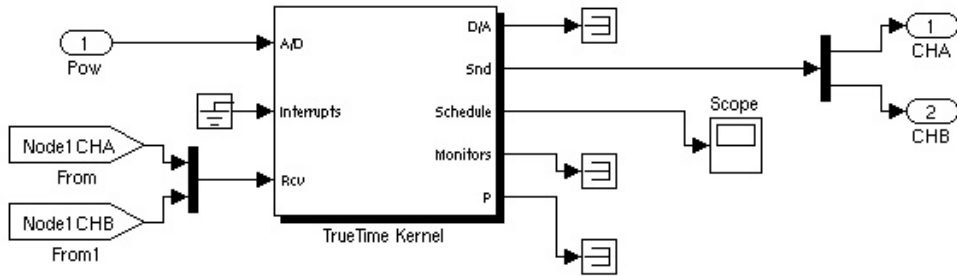 1
Pow
Node1 CHA
From
Node1 CHB
From1
A/D
Interrupts
Rcv
D/A
Snd
Schedule
Monitors
P
TrueTime Kernel
Scope
1
CHA
2
CHB